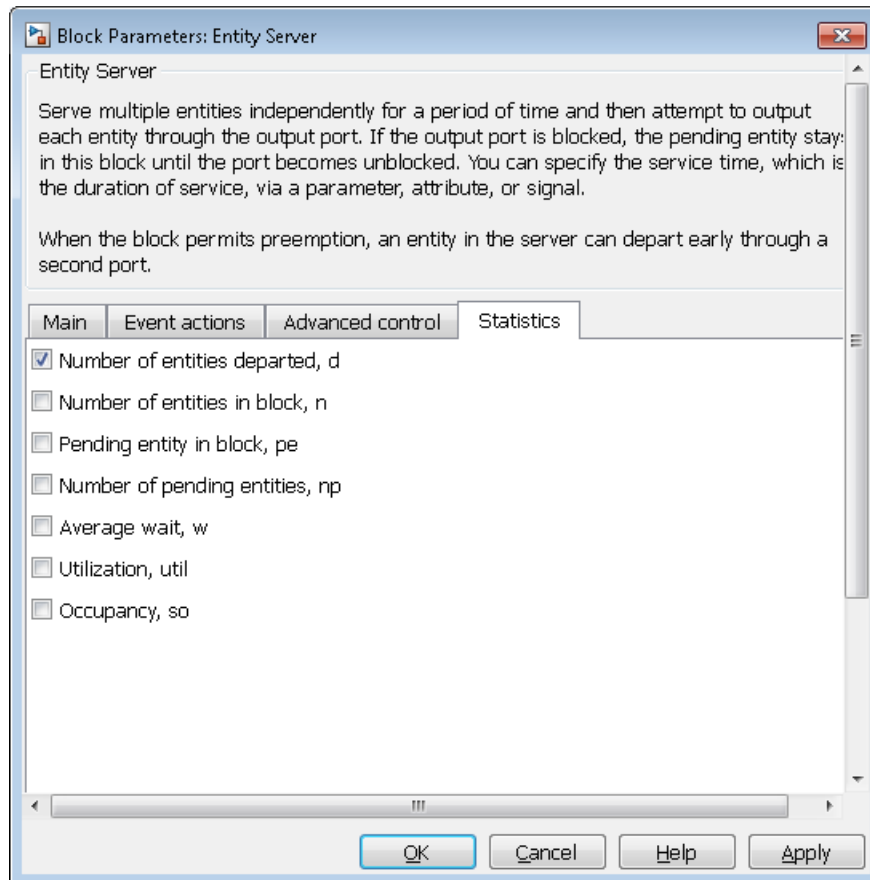 Block Parameters: Entity Server
Entity Server
Serve multiple entities independently for a period of time and then attempt to output
each entity through the output port. If the output port is blocked, the pending entity stay
in this block until the port becomes unblocked. You can specify the service time, which is
the duration of service, via a parameter, attribute, or signal.
When the block permits preemption, an entity in the server can depart early through a
second port.
Main Event actions Advanced control Statistics
Number of entities departed, d
Number of entities in block, n
Pending entity in block, pe
Number of pending entities, np
Average wait, w
Utilization, util
Occupancy, so
OK Cancel Help Apply